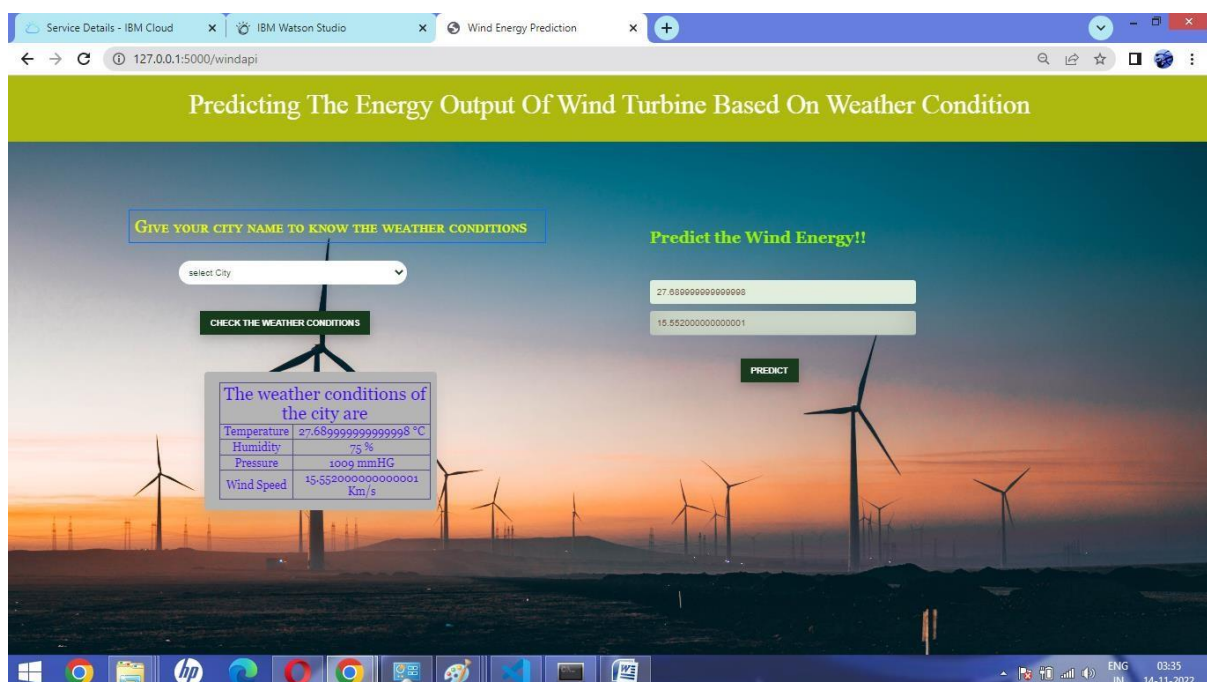 Service Details - IBM Cloud
IBM Watson Studio
Wind Energy Prediction
127.0.0.1:5000/windapi
Predicting The Energy Output Of Wind Turbine Based On Weather Condition
GIVE YOUR CITY NAME TO KNOW THE WEATHER CONDITIONS
select City
CHECK THE WEATHER CONDITIONS
The weather conditions of
the city are
Temperature 27.689999999999998 °C
Humidity 75 %
Pressure 1009 mmHG
Wind Speed 15.552000000000001
Km/s
Predict the Wind Energy!!
27.689999999999998
15.552000000000001
PREDICT
hp
ENG 03:35
IN 14-11-2022